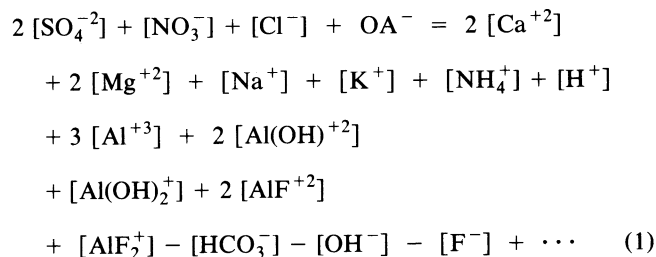 2 [SO₄⁻²] + [NO₃⁻] + [Cl⁻] + OA⁻ = 2 [Ca⁺²]
+ 2 [Mg⁺²] + [Na⁺] + [K⁺] + [NH₄⁺] + [H⁺]
+ 3 [Al⁺³] + 2 [Al(OH)⁺²]
+ [Al(OH)₂⁺] + 2 [AlF⁺²]
+ [AlF₂⁺] − [HCO₃⁻] − [OH⁻] − [F⁻] + ··· (1)